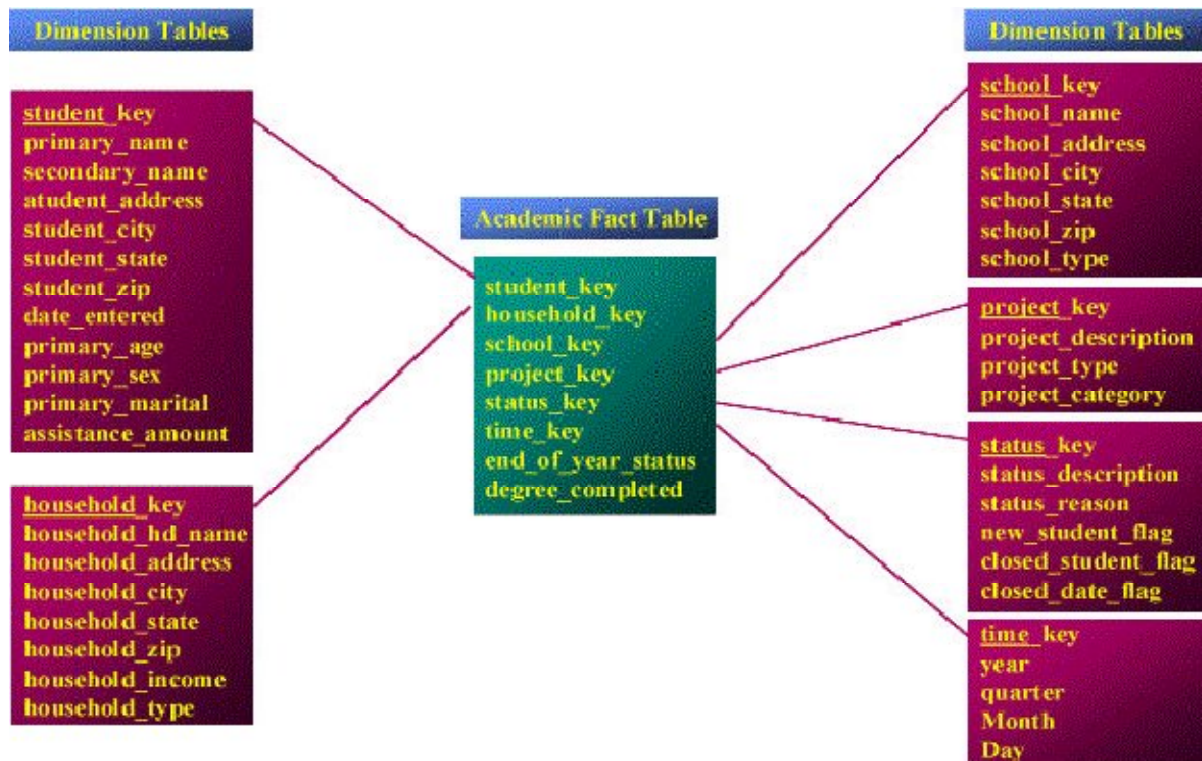 Dimension Tables
student_key
primary_name
secondary_name
atudent_address
student_city
student_state
student_zip
date_entered
primary_age
primary_sex
primary_marital
assistance_amount
household_key
household_hd_name
household_address
household_city
household_state
household_zip
household_income
household_type
Academic Fact Table
student_key
household_key
school_key
project_key
status_key
time_key
end_of_year_status
degree_completed
Dimension Tables
school_key
school_name
school_address
school_city
school_state
school_zip
school_type
project_key
project_description
project_type
project_category
status_key
status_description
status_reason
new_student_flag
closed_student_flag
closed_date_flag
time_key
year
quarter
Month
Day